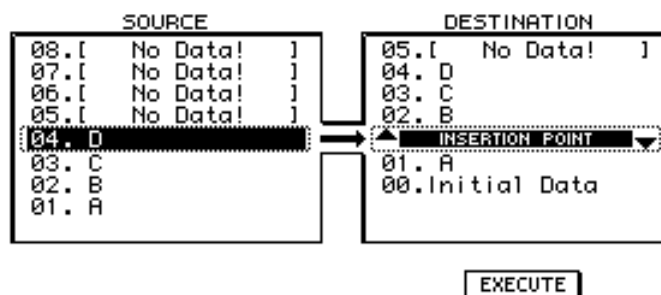 SOURCE
08.[ No Data! ]
07.[ No Data! ]
06.[ No Data! ]
05.[ No Data! ]
04. D
03. C
02. B
01. A
DESTINATION
05.[ No Data! ]
04. D
03. C
02. B
INSERTION POINT
01. A
00.Initial Data
EXECUTE